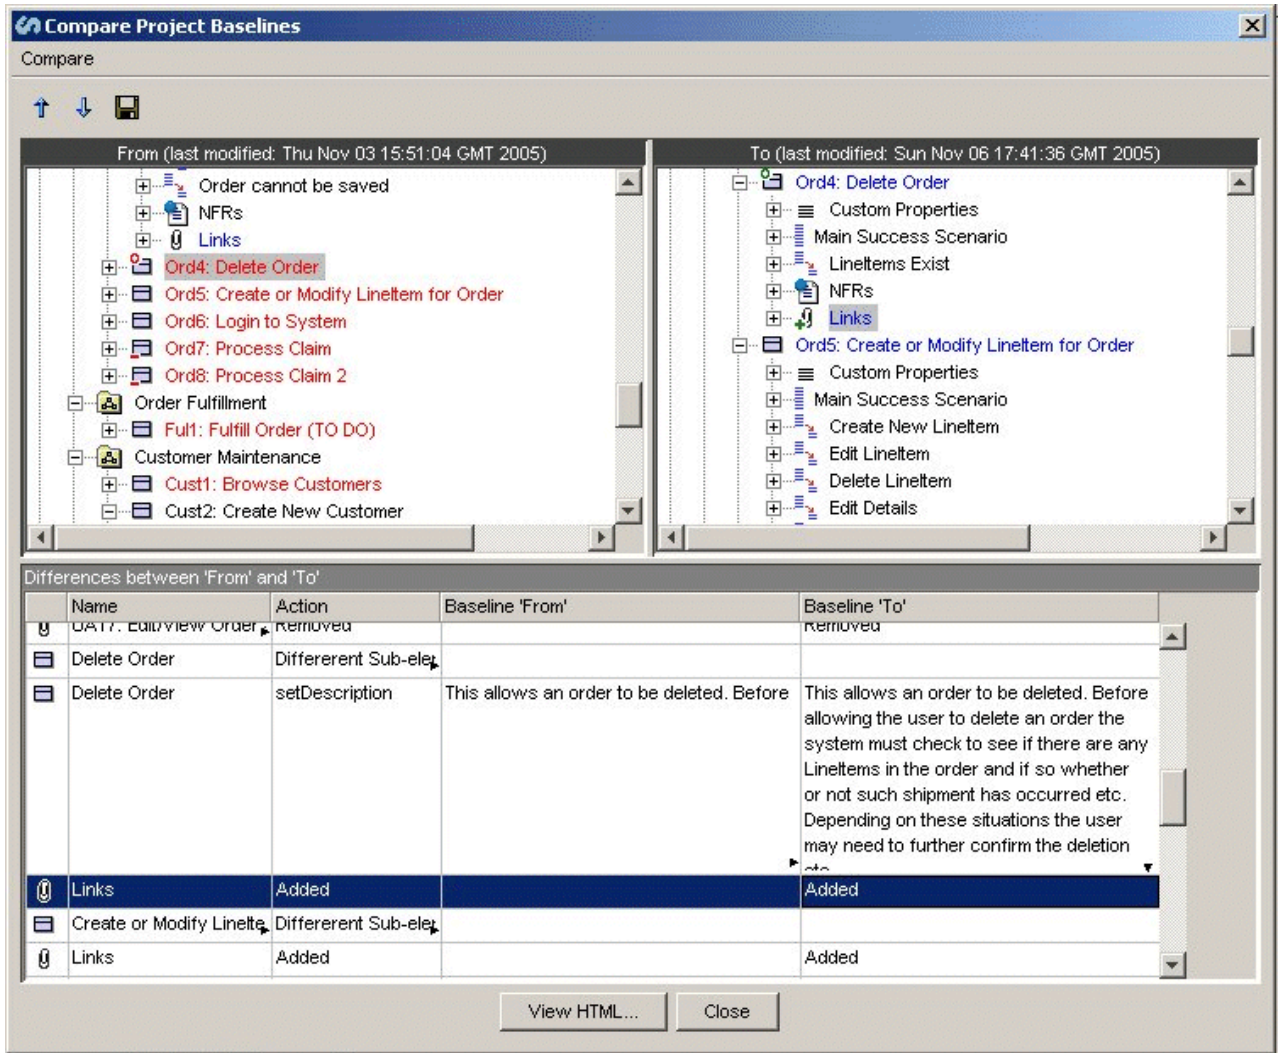 Compare Project Baselines
Compare
From (last modified: Thu Nov 03 15:51:04 GMT 2005)
Order cannot be saved
NFRs
Links
Ord4: Delete Order
Ord5: Create or Modify LineItem for Order
Ord6: Login to System
Ord7: Process Claim
Ord8: Process Claim 2
Order Fulfillment
Ful1: Fulfill Order (TO DO)
Customer Maintenance
Cust1: Browse Customers
Cust2: Create New Customer
To (last modified: Sun Nov 06 17:41:36 GMT 2005)
Ord4: Delete Order
Custom Properties
Main Success Scenario
LineItems Exist
NFRs
Links
Ord5: Create or Modify LineItem for Order
Custom Properties
Main Success Scenario
Create New LineItem
Edit LineItem
Delete LineItem
Edit Details
Differences between 'From' and 'To'
Name Action Baseline 'From' Baseline 'To'
UAT7: Edit/View Order Removed Removed
Delete Order Differerent Sub-ele
Delete Order setDescription This allows an order to be deleted. Before This allows an order to be deleted. Before
allowing the user to delete an order the
system must check to see if there are any
LineItems in the order and if so whether
or not such shipment has occurred etc.
Depending on these situations the user
may need to further confirm the deletion
etc
Links Added Added
Create or Modify LineIte Differerent Sub-ele
Links Added Added
View HTML... Close